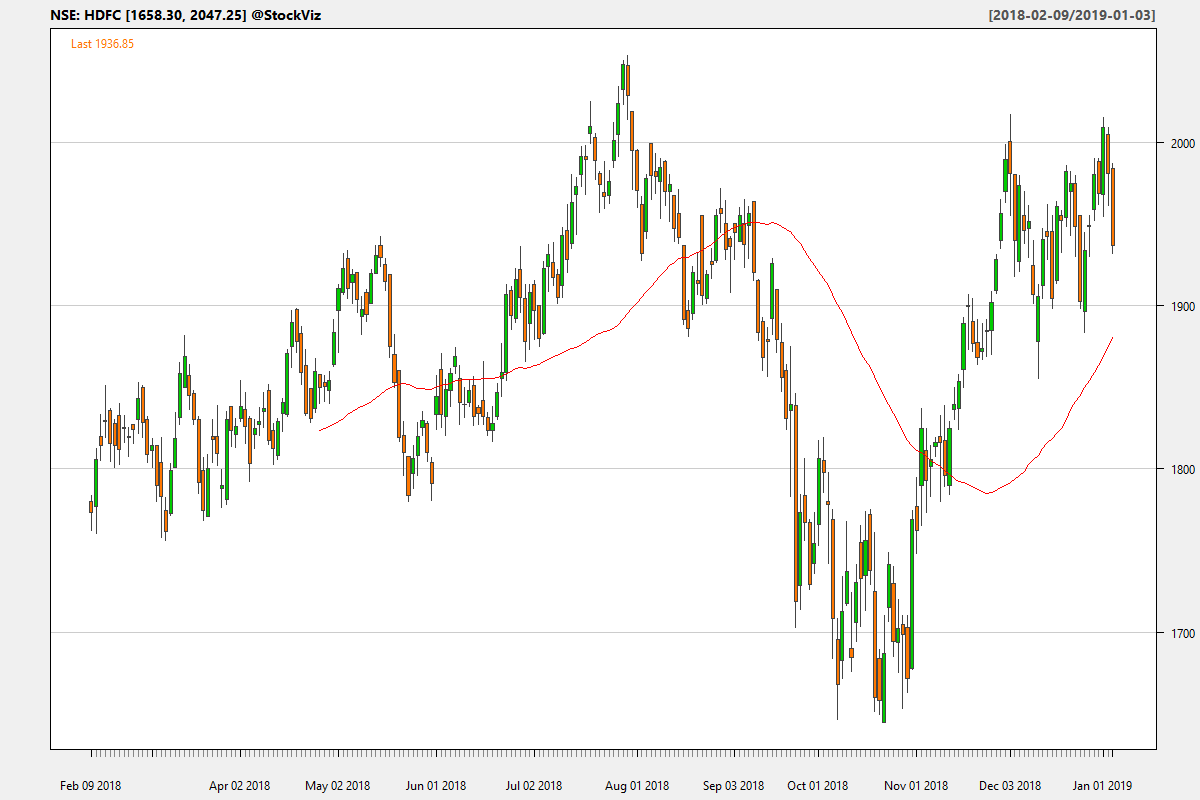 NSE: HDFC [1658.30, 2047.25] @StockViz [2018-02-09/2019-01-03]
Last 1936.85
2000
1900
1800
1700
Feb 09 2018 Apr 02 2018 May 02 2018 Jun 01 2018 Jul 02 2018 Aug 01 2018 Sep 03 2018 Oct 01 2018 Nov 01 2018 Dec 03 2018 Jan 01 2019